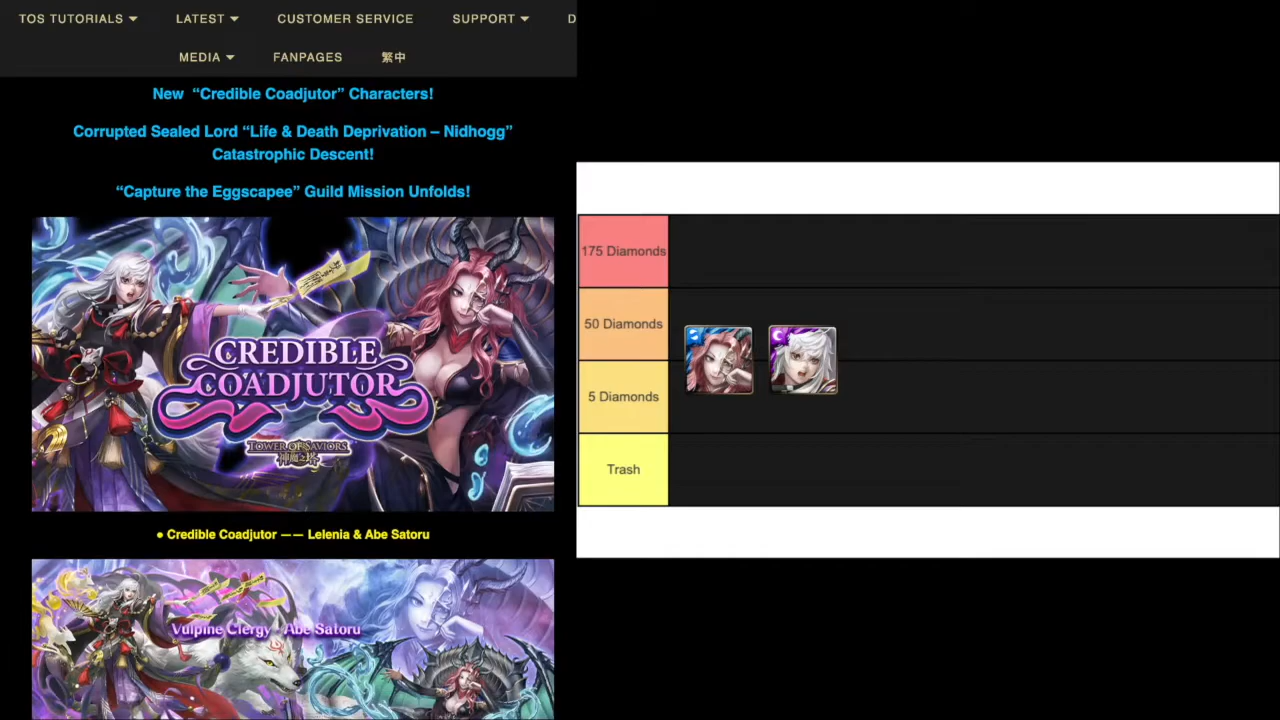 TOS TUTORIALS
LATEST
CUSTOMER SERVICE
SUPPORT
D
MEDIA
FANPAGES
繁中
New “Credible Coadjutor” Characters!
Corrupted Sealed Lord “Life & Death Deprivation – Nidhogg”
Catastrophic Descent!
“Capture the Eggscapee” Guild Mission Unfolds!
CREDIBLE
COADJUTOR
TOWER OF SAVIORS
神魔之塔
● Credible Coadjutor —— Lelenia & Abe Satoru
Vulpine Clergy - Abe Satoru
175 Diamonds
50 Diamonds
5 Diamonds
Trash